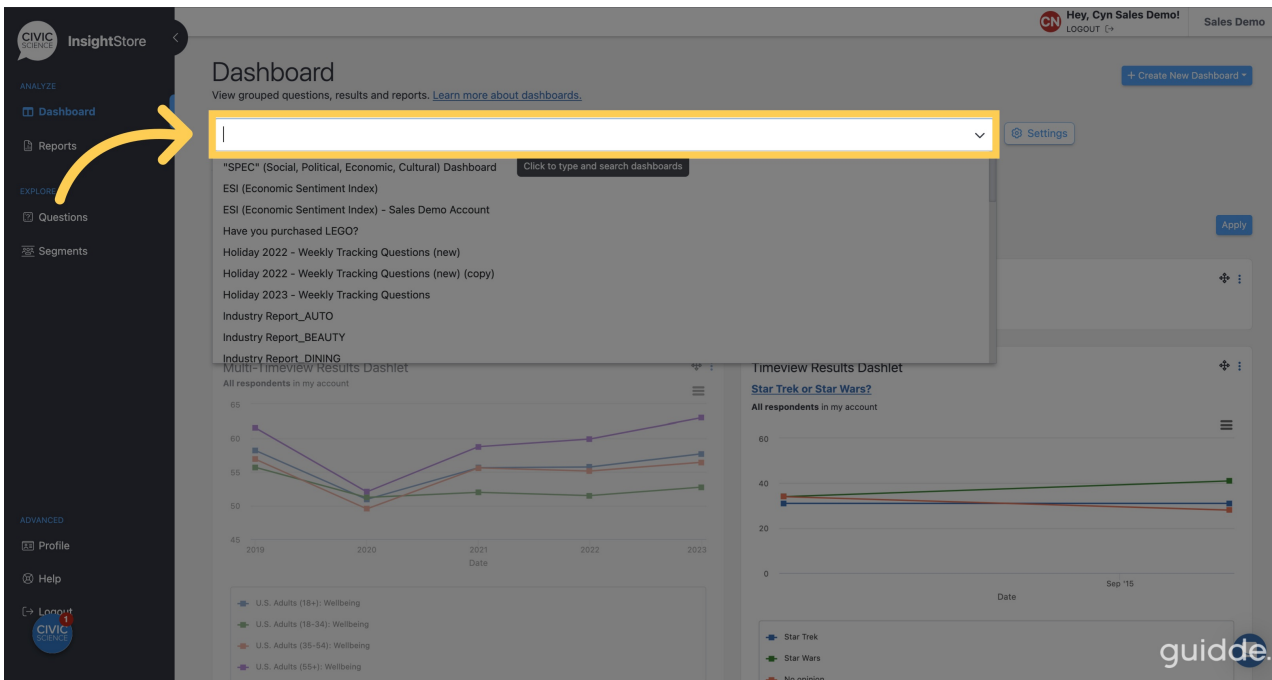 CIVIC
SCIENCE
InsightStore
Hey, Cyn Sales Demo!
CN
LOGOUT
Sales Demo
ANALYZE
Dashboard
Reports
EXPLORE
Questions
Segments
ADVANCED
Profile
Help
Logout
1
CIVIC
SCIENCE
Dashboard
View grouped questions, results and reports. Learn more about dashboards.
+ Create New Dashboard
Settings
"SPEC" (Social, Political, Economic, Cultural) Dashboard
Click to type and search dashboards
ESI (Economic Sentiment Index)
ESI (Economic Sentiment Index) - Sales Demo Account
Have you purchased LEGO?
Holiday 2022 - Weekly Tracking Questions (new)
Holiday 2022 - Weekly Tracking Questions (new) (copy)
Holiday 2023 - Weekly Tracking Questions
Industry Report_AUTO
Industry Report_BEAUTY
Industry Report_DINING
Apply
Multi-Timeview Results Dashlet
All respondents in my account
65
60
55
50
45
2019 2020 2021 2022 2023
Date
U.S. Adults (18+): Wellbeing
U.S. Adults (18-34): Wellbeing
U.S. Adults (35-54): Wellbeing
U.S. Adults (55+): Wellbeing
Timeview Results Dashlet
Star Trek or Star Wars?
All respondents in my account
60
40
20
0
Sep '15
Date
Star Trek
Star Wars
No opinion
guidde.